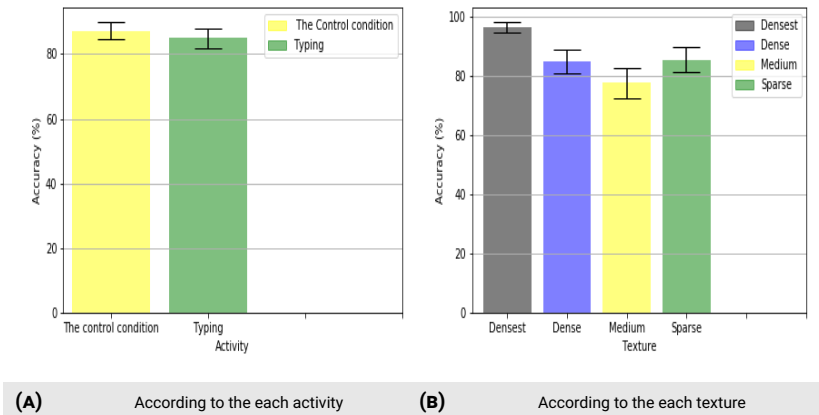 The Control condition
Typing
80
60
40
20
0
Accuracy (%)
The control condition Typing
Activity
Densest
Dense
Medium
Sparse
100
80
60
40
20
0
Accuracy (%)
Densest Dense Medium Sparse
Texture
(A) According to the each activity
(B) According to the each texture